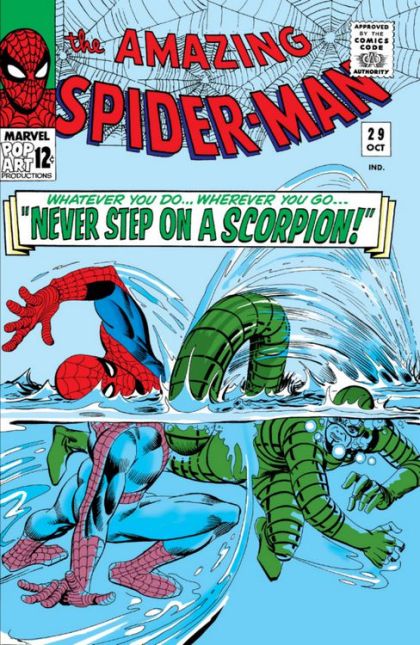 the AMAZING
SPIDER-MAN
APPROVED
BY THE
COMICS
CODE
AUTHORITY
MARVEL
POP
ART
PRODUCTIONS
12¢
29
OCT
IND.
WHATEVER YOU DO... WHEREVER YOU GO...
"NEVER STEP ON A SCORPION!"